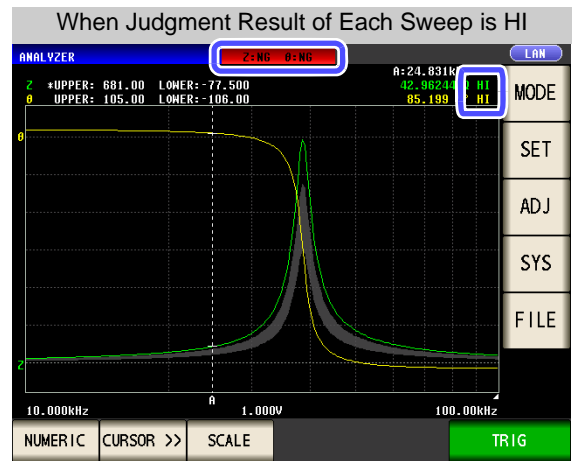 When Judgment Result of Each Sweep is HI
ANALYZER Z:NG θ:NG LAN
A:24.831k
Z *UPPER: 681.00 LOWER:-77.500 42.96244 HI
θ UPPER: 105.00 LOWER:-106.00 85.199 HI
MODE
θ
SET
ADJ
SYS
FILE
Z
A
10.000kHz 1.000V 100.00kHz
NUMERIC CURSOR >> SCALE TRIG